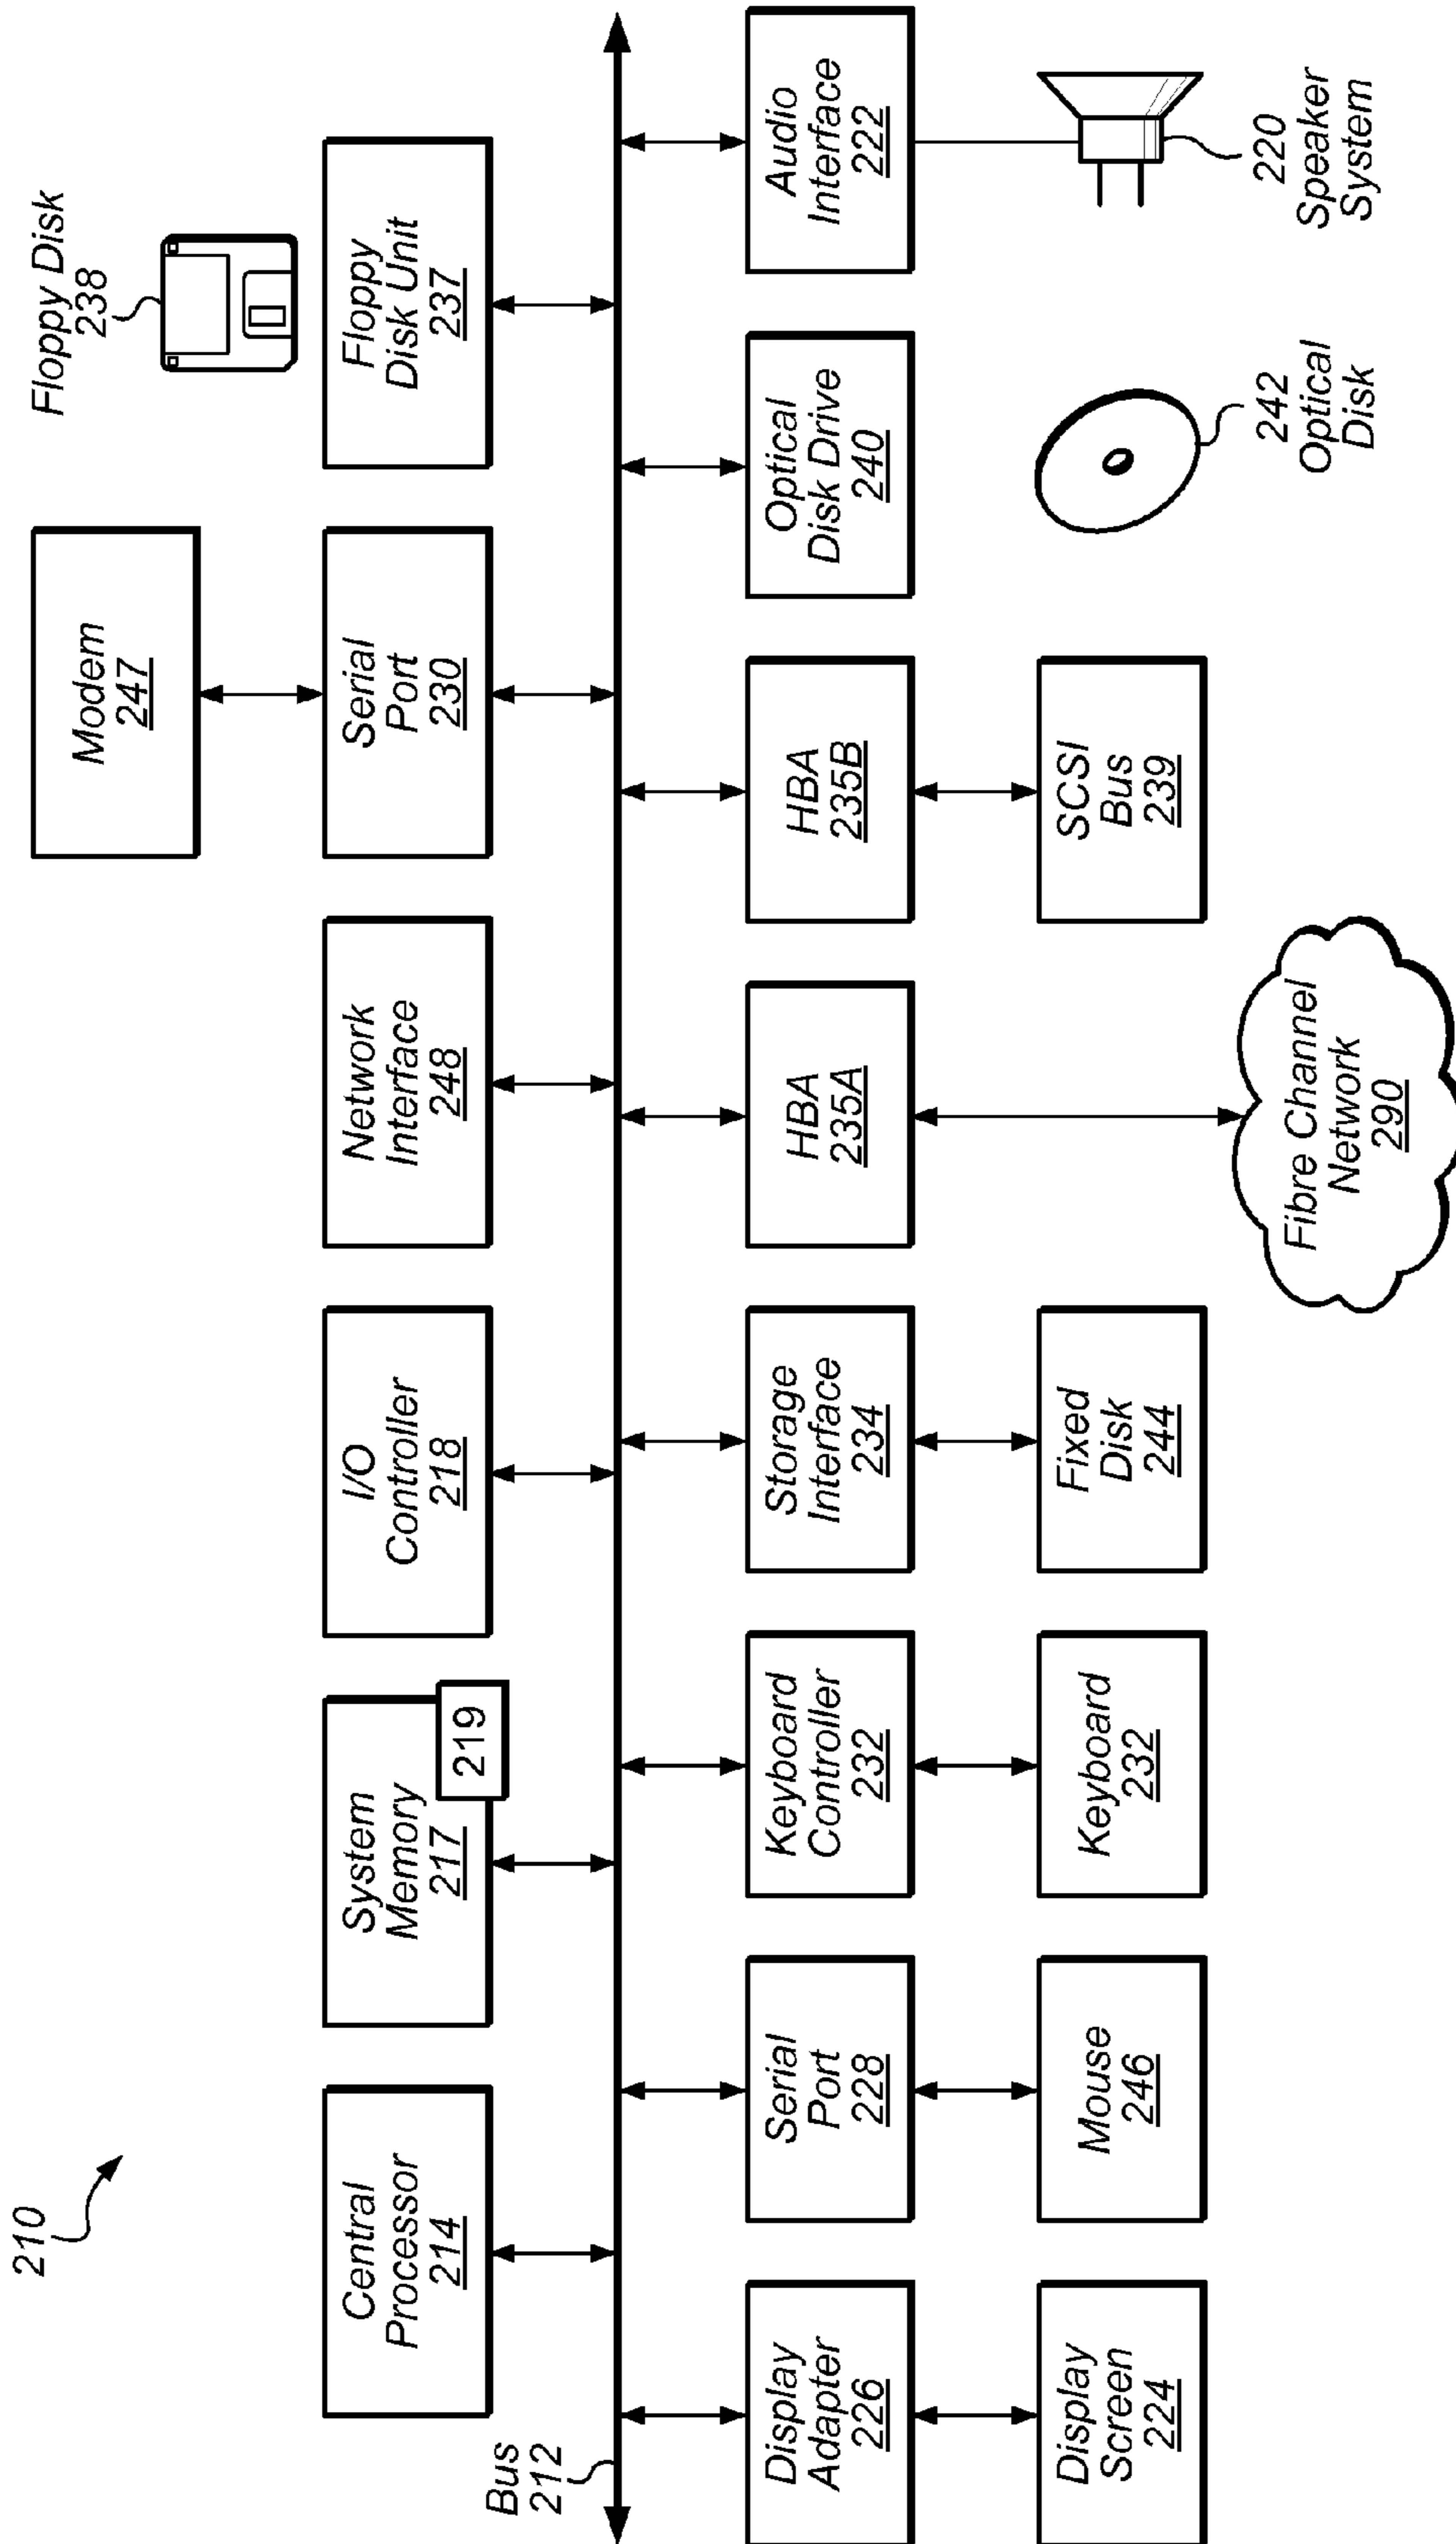 210
Modem
247
Floppy Disk
238
Central
Processor
214
System
Memory
217
219
I/O
Controller
218
Network
Interface
248
Serial
Port
230
Floppy
Disk Unit
237
Bus
212
Display
Adapter
226
Serial
Port
228
Keyboard
Controller
232
Storage
Interface
234
HBA
235A
HBA
235B
Optical
Disk Drive
240
Audio
Interface
222
Display
Screen
224
Mouse
246
Keyboard
232
Fixed
Disk
244
Fibre Channel
Network
290
SCSI
Bus
239
242
Optical
Disk
220
Speaker
System